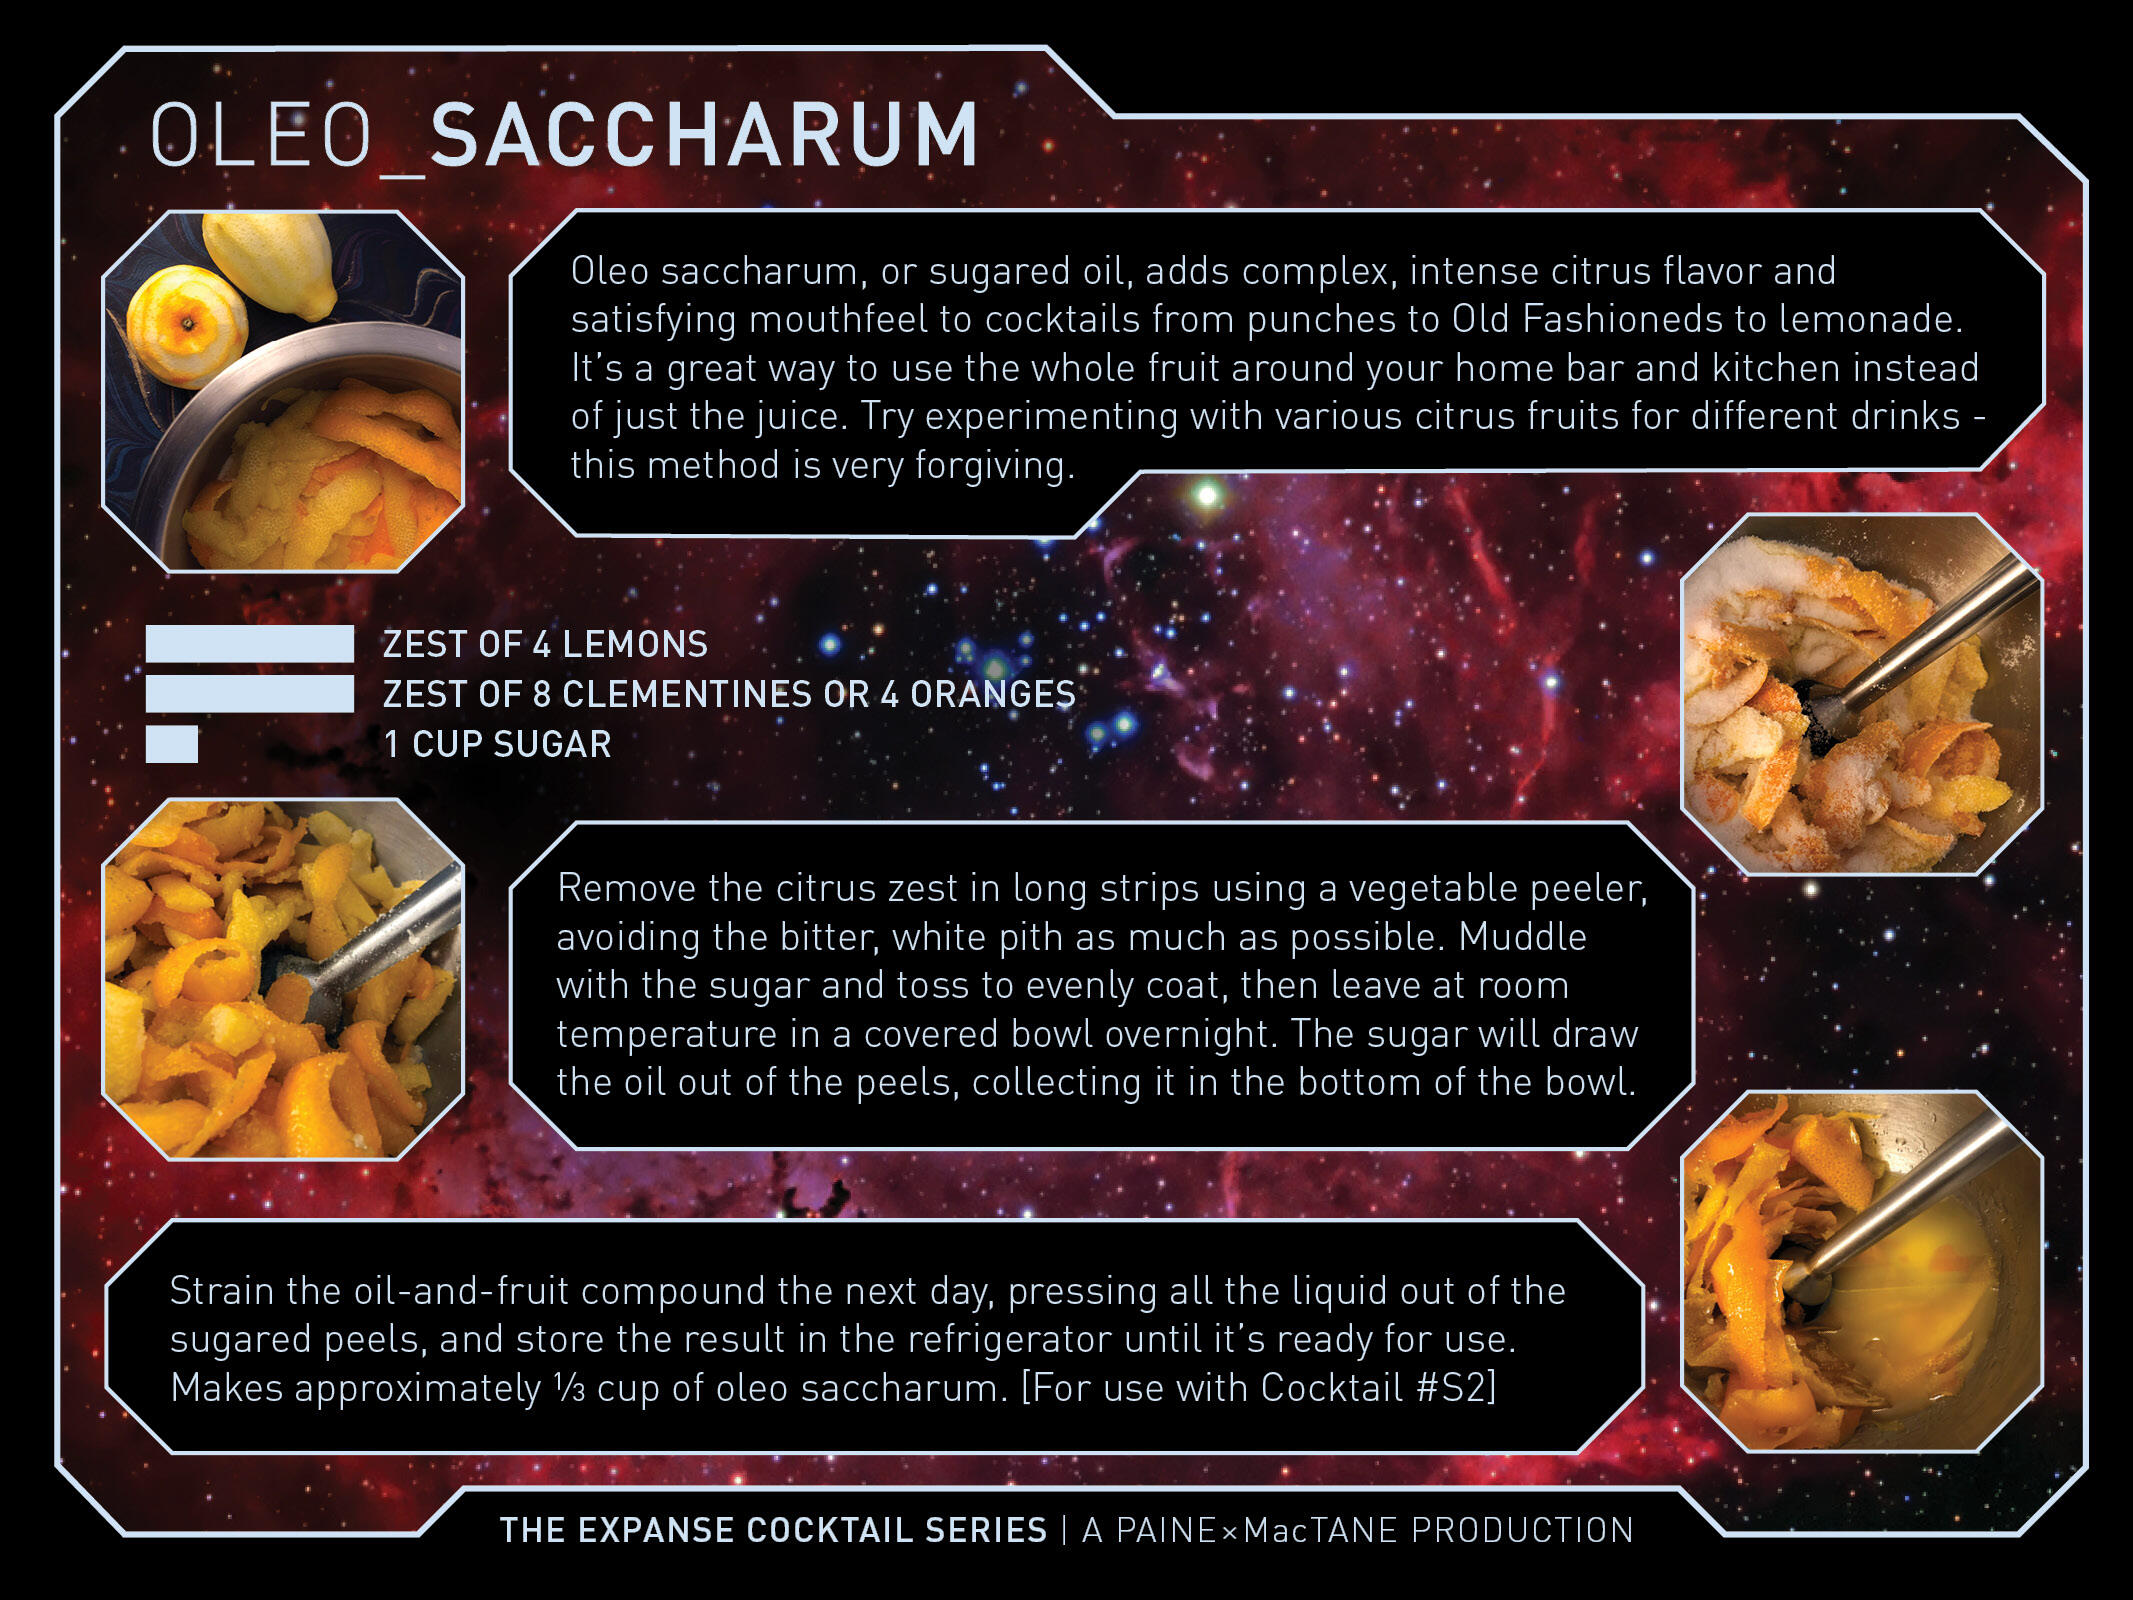 OLEO_SACCHARUM
Oleo saccharum, or sugared oil, adds complex, intense citrus flavor and
satisfying mouthfeel to cocktails from punches to Old Fashioneds to lemonade.
It's a great way to use the whole fruit around your home bar and kitchen instead
of just the juice. Try experimenting with various citrus fruits for different drinks -
this method is very forgiving.
ZEST OF 4 LEMONS
ZEST OF 8 CLEMENTINES OR 4 ORANGES
1 CUP SUGAR
Remove the citrus zest in long strips using a vegetable peeler,
avoiding the bitter, white pith as much as possible. Muddle
with the sugar and toss to evenly coat, then leave at room
temperature in a covered bowl overnight. The sugar will draw
the oil out of the peels, collecting it in the bottom of the bowl.
Strain the oil-and-fruit compound the next day, pressing all the liquid out of the
sugared peels, and store the result in the refrigerator until it's ready for use.
Makes approximately ⅓ cup of oleo saccharum. [For use with Cocktail #S2]
THE EXPANSE COCKTAIL SERIES | A PAINE×MacTANE PRODUCTION